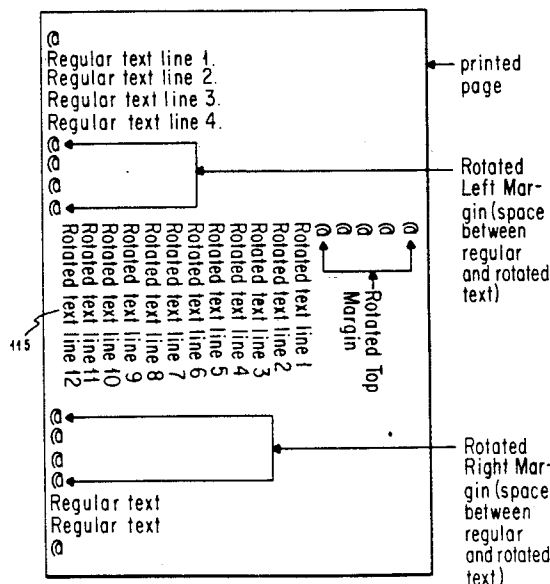 @
Regular text line 1.
Regular text line 2.
Regular text line 3.
Regular text line 4.
@
@
@
@
@ @ @ @ @
Rotated text line 1
Rotated text line 2
Rotated text line 3
Rotated text line 4
Rotated text line 5
Rotated text line 6
Rotated text line 7
Rotated text line 8
Rotated text line 9
Rotated text line 10
Rotated text line 11
Rotated text line 12
Rotated Top
Margin
115
@
@
@
@
Regular text
Regular text
@
printed
page
Rotated
Left Mar-
gin (space
between
regular
and rotated
text)
Rotated
Right Mar-
gin (space
between
regular
and rotated
text)